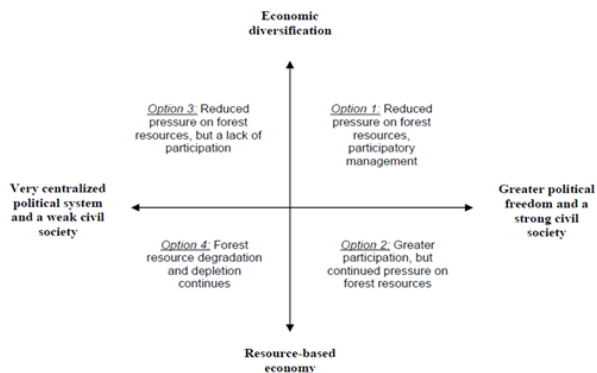 Economic
diversification
Option 3: Reduced
pressure on forest
resources, but a lack of
participation
Option 1: Reduced
pressure on forest
resources,
participatory
management
Very centralized
political system
and a weak civil
society
Greater political
freedom and a
strong civil
society
Option 4: Forest
resource degradation
and depletion
continues
Option 2: Greater
participation, but
continued pressure on
forest resources
Resource-based
economy